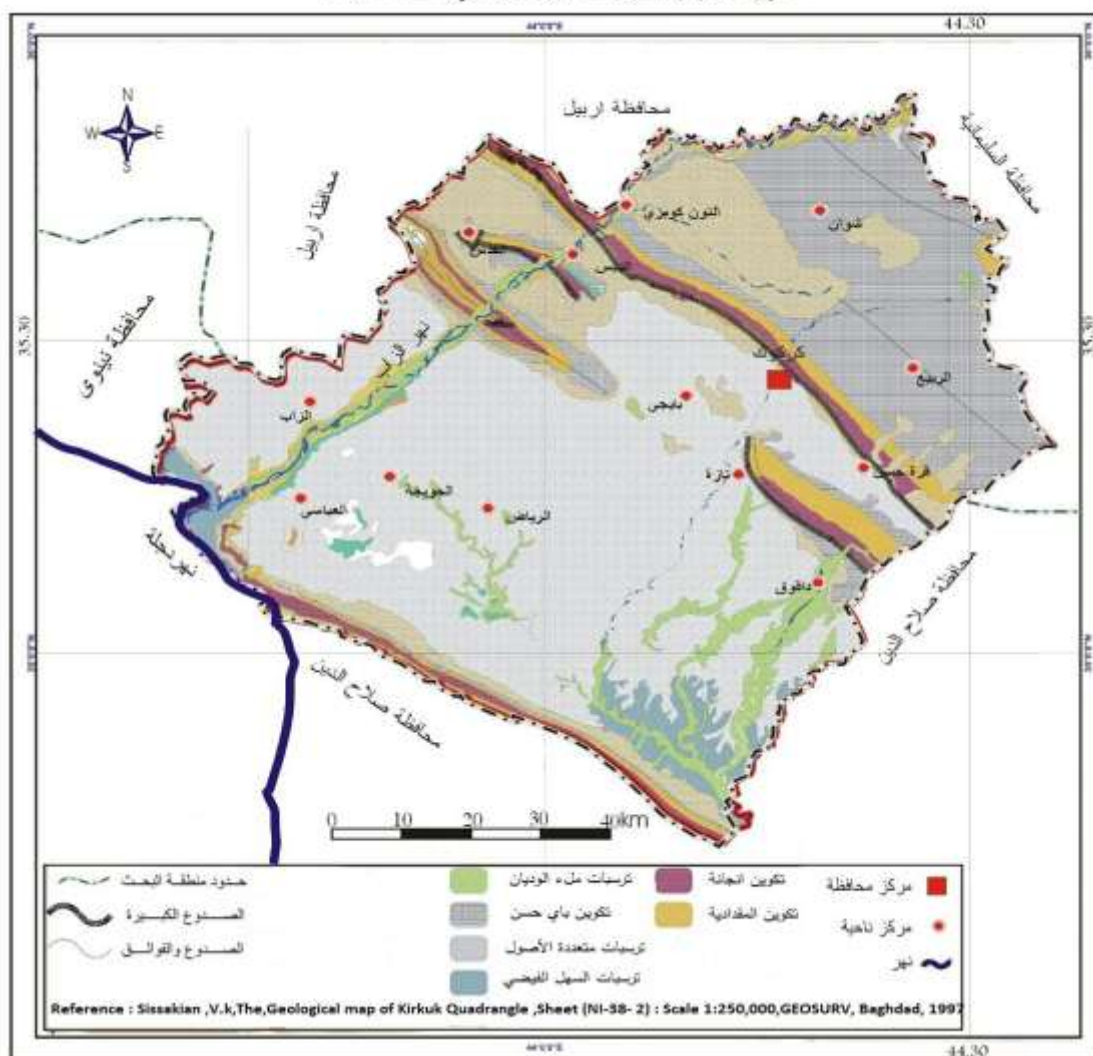 44.30
محافظة اربيل
محافظة السليمانية
محافظة اربيل
التون كوبري
شوان
محافظة نينوى
35.30
نهر الزاب
كركوك
الربيع
الزاب
يايجي
تازة
قرة حسن
الحويجة
العباسي
الرياض
نهر دجلة
داقوق
محافظة صلاح الدين
محافظة صلاح الدين
0 10 20 30 40km
مركز محافظة
تكوين انجانة
ترسبات ملء الوديان
حدود منطقة البحث
مركز ناحية
تكوين المقدادية
تكوين باي حسن
الصدوع الكبيرة
نهر
ترسبات متعددة الأصول
الصدوع والفوالق
ترسبات السهل الفيضي
Reference : Sissakian ,V.k,The,Geological map of Kirkuk Quadrangle ,Sheet (NI-38- 2) : Scale 1:250,000,GEOSURV, Baghdad, 1997
44.30